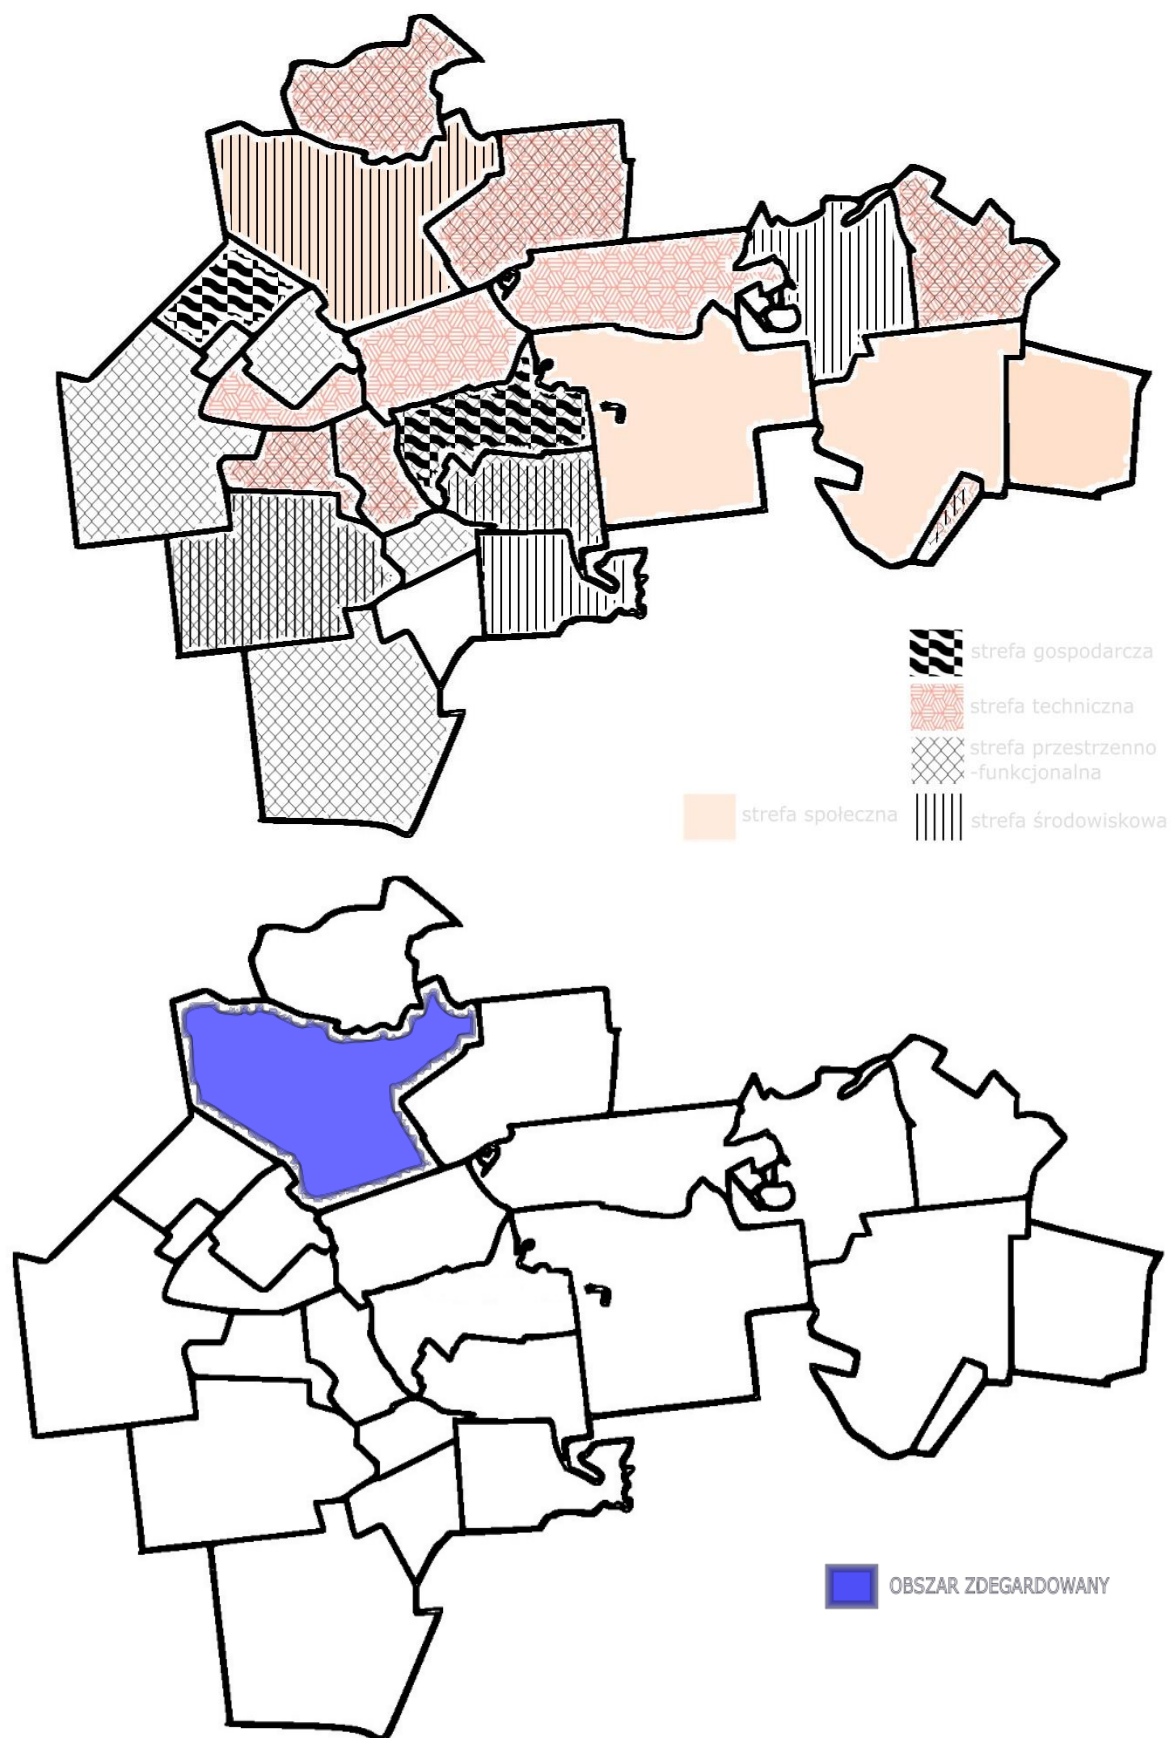 strefa gospodarcza
strefa techniczna
strefa przestrzenno
-funkcjonalna
strefa społeczna
strefa środowiskowa
OBSZAR ZDEGARDOWANY